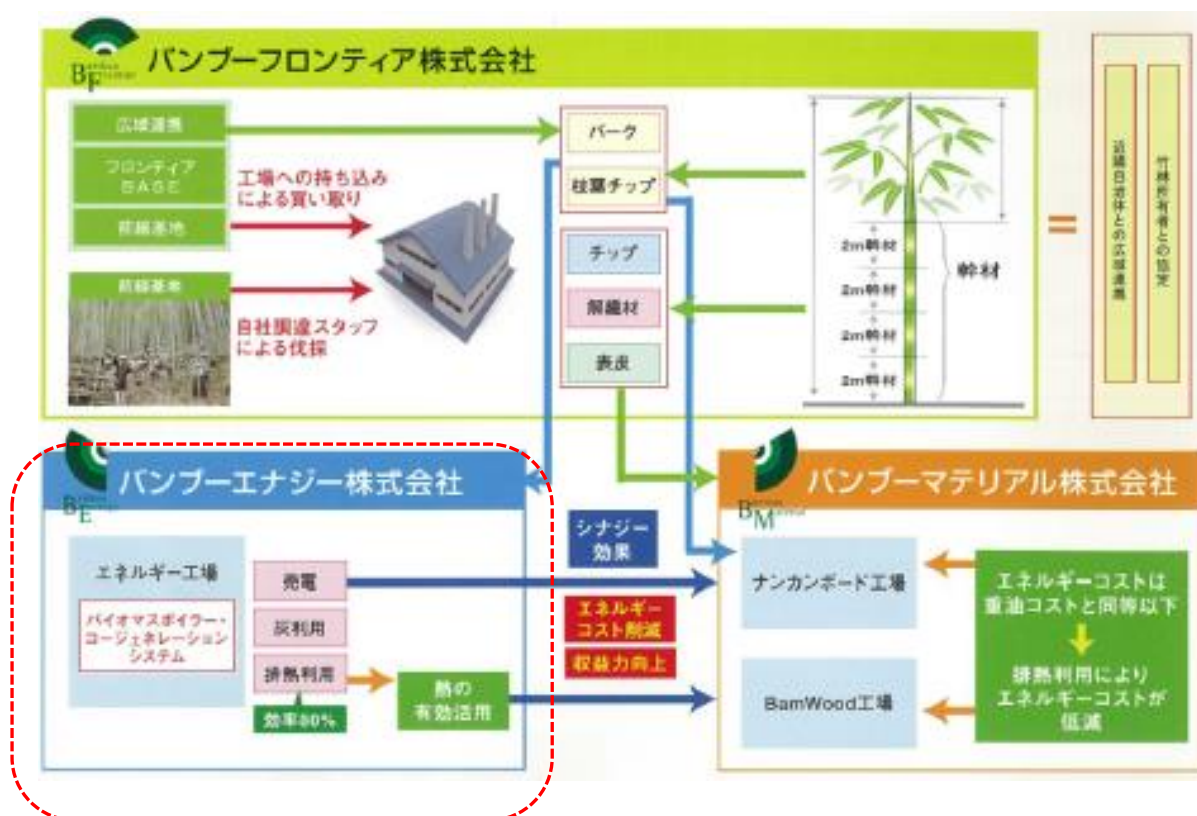 バンブーフロンティア株式会社
広域連携
フロンティア
BASE
前線基地
工場への持ち込み
による買い取り
前線基地
自社調達スタッフ
による伐採
バーク
枝葉チップ
チップ
解繊材
表皮
2m幹材
2m幹材
2m幹材
2m幹材
幹材
近隣自治体との広域連携
竹林所有者との協定
BE
バンブーエナジー株式会社
エネルギー工場
バイオマスボイラー・
コージェネレーション
システム
売電
灰利用
排熱利用
効率80%
熱の
有効活用
シナジー
効果
エネルギー
コスト削減
収益力向上
BM
バンブーマテリアル株式会社
ナンカンボード工場
BamWood工場
エネルギーコストは
重油コストと同等以下
排熱利用により
エネルギーコストが
低減